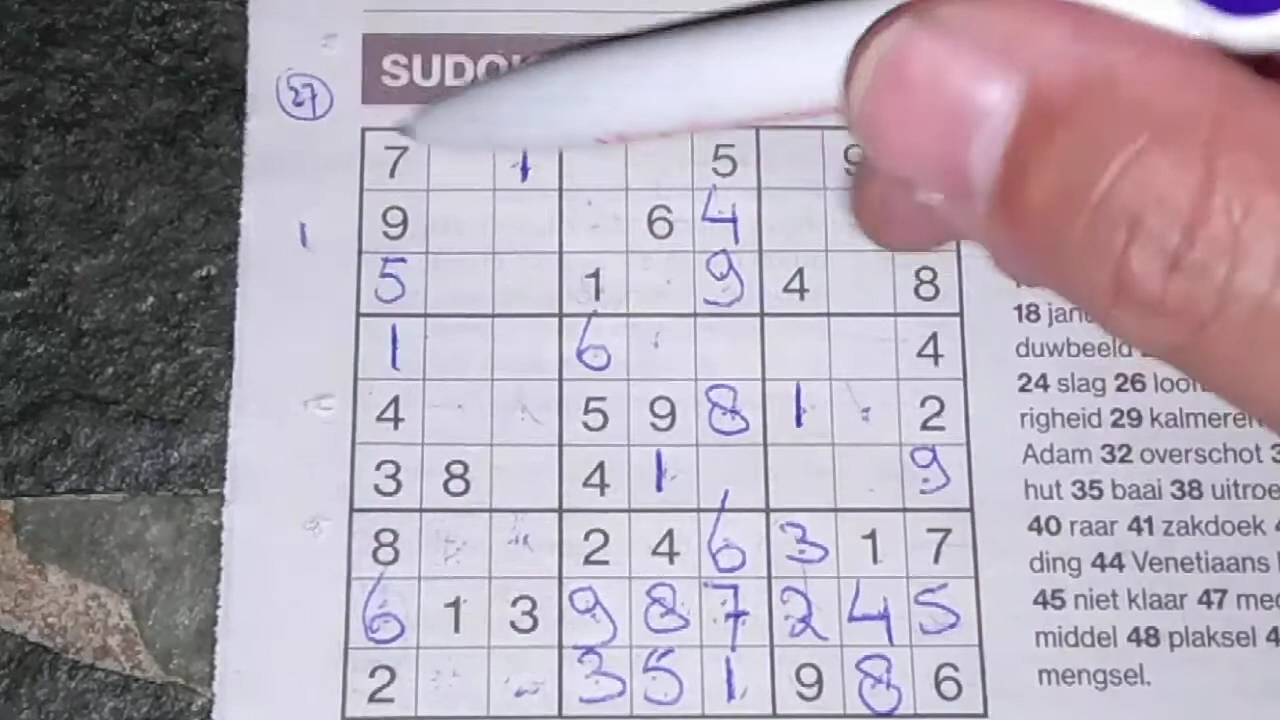 SUDO
27
7 1 5 9
9 6 4
1
5 1 9 4 8
1 6 4
4 5 9 8 1 2
3 8 4 1 9
8 2 4 6 3 1 7
6 1 3 9 8 7 2 4 5
2 3 5 1 9 8 6
18
duwbeeld
24 slag 26
righeid 29 kalmeren
Adam 32 overschot
hut 35 baai 38
40 raar 41 zakdoek
ding 44 Venetiaans
45 niet klaar 47
middel 48 plaksel
mengsel.